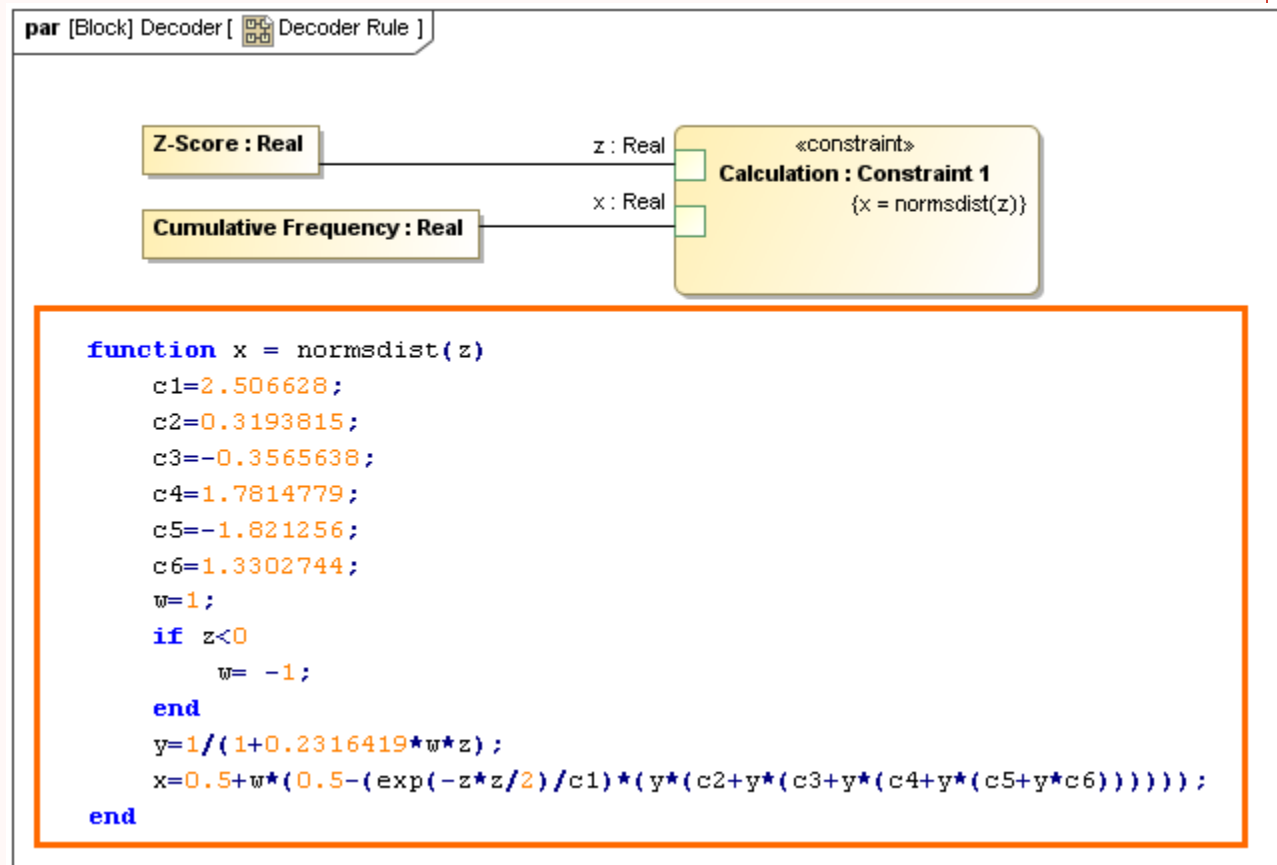 par [Block] Decoder [ Decoder Rule ]
Z-Score : Real
z : Real
«constraint»
Calculation : Constraint 1
{x = normsdist(z)}
x : Real
Cumulative Frequency : Real
function x = normsdist(z)
c1=2.506628;
c2=0.3193815;
c3=-0.3565638;
c4=1.7814779;
c5=-1.821256;
c6=1.3302744;
w=1;
if z<0
w= -1;
end
y=1/(1+0.2316419*w*z);
x=0.5+w*(0.5-(exp(-z*z/2)/c1)*(y*(c2+y*(c3+y*(c4+y*(c5+y*c6))))));
end